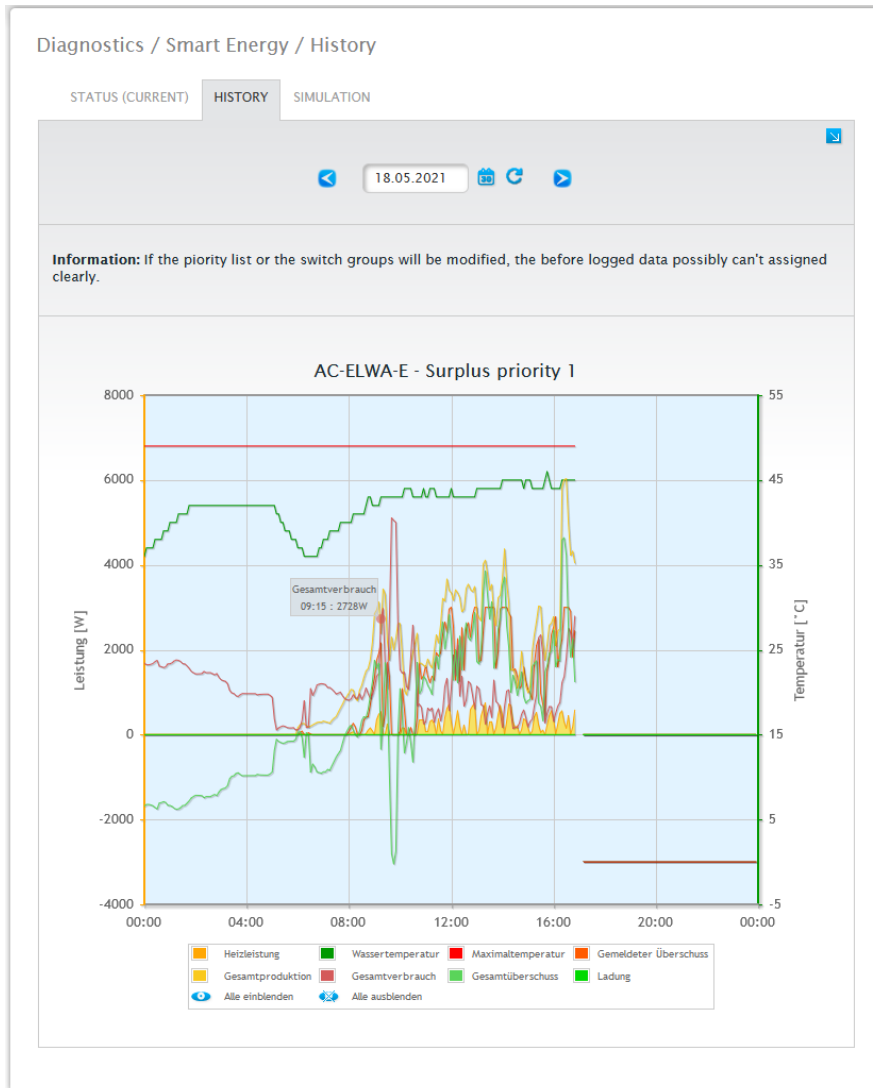 Diagnostics / Smart Energy / History
STATUS (CURRENT) HISTORY SIMULATION
18.05.2021 30
Information: If the piority list or the switch groups will be modified, the before logged data possibly can't assigned
clearly.
AC-ELWA-E - Surplus priority 1
8000 55
6000 45
4000 35
Gesamtverbrauch
09:15 : 2728W
Leistung [W] Temperatur [°C]
2000 25
0 15
-2000 5
-4000 -5
00:00 04:00 08:00 12:00 16:00 20:00 00:00
Heizleistung Wassertemperatur Maximaltemperatur Gemeldeter Überschuss
Gesamtproduktion Gesamtverbrauch Gesamtüberschuss Ladung
Alle einblenden Alle ausblenden